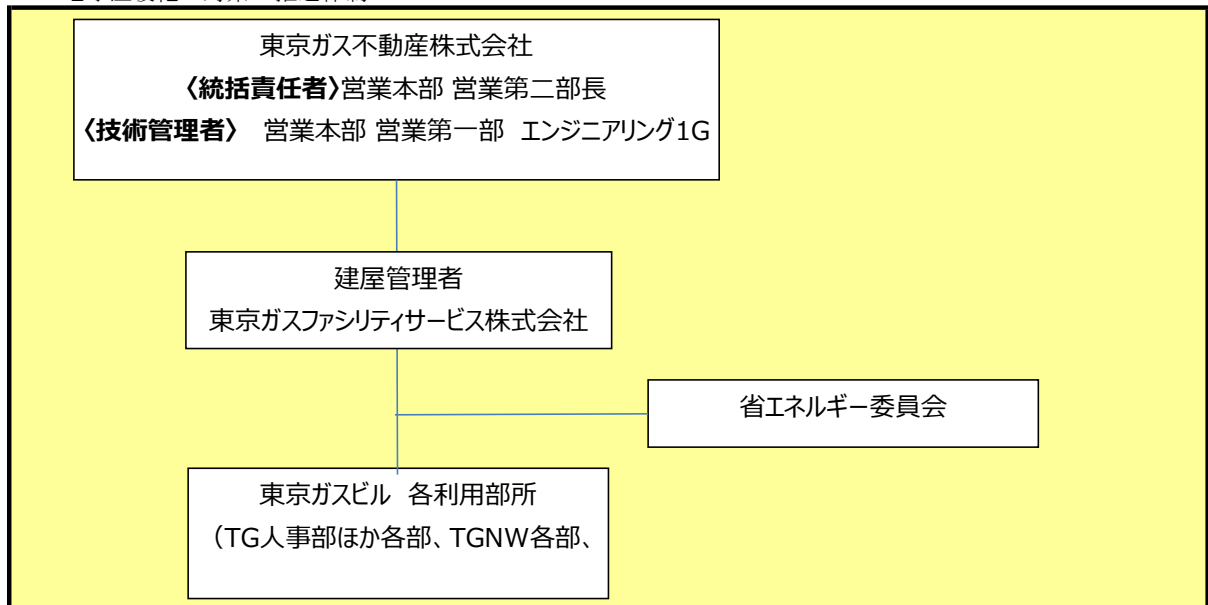 東京ガス不動産株式会社
〈統括責任者〉営業本部 営業第二部長
〈技術管理者〉 営業本部 営業第一部 エンジニアリング1G
建屋管理者
東京ガスファシリティサービス株式会社
省エネルギー委員会
東京ガスビル 各利用部所
(TG人事部ほか各部、TGNW各部、